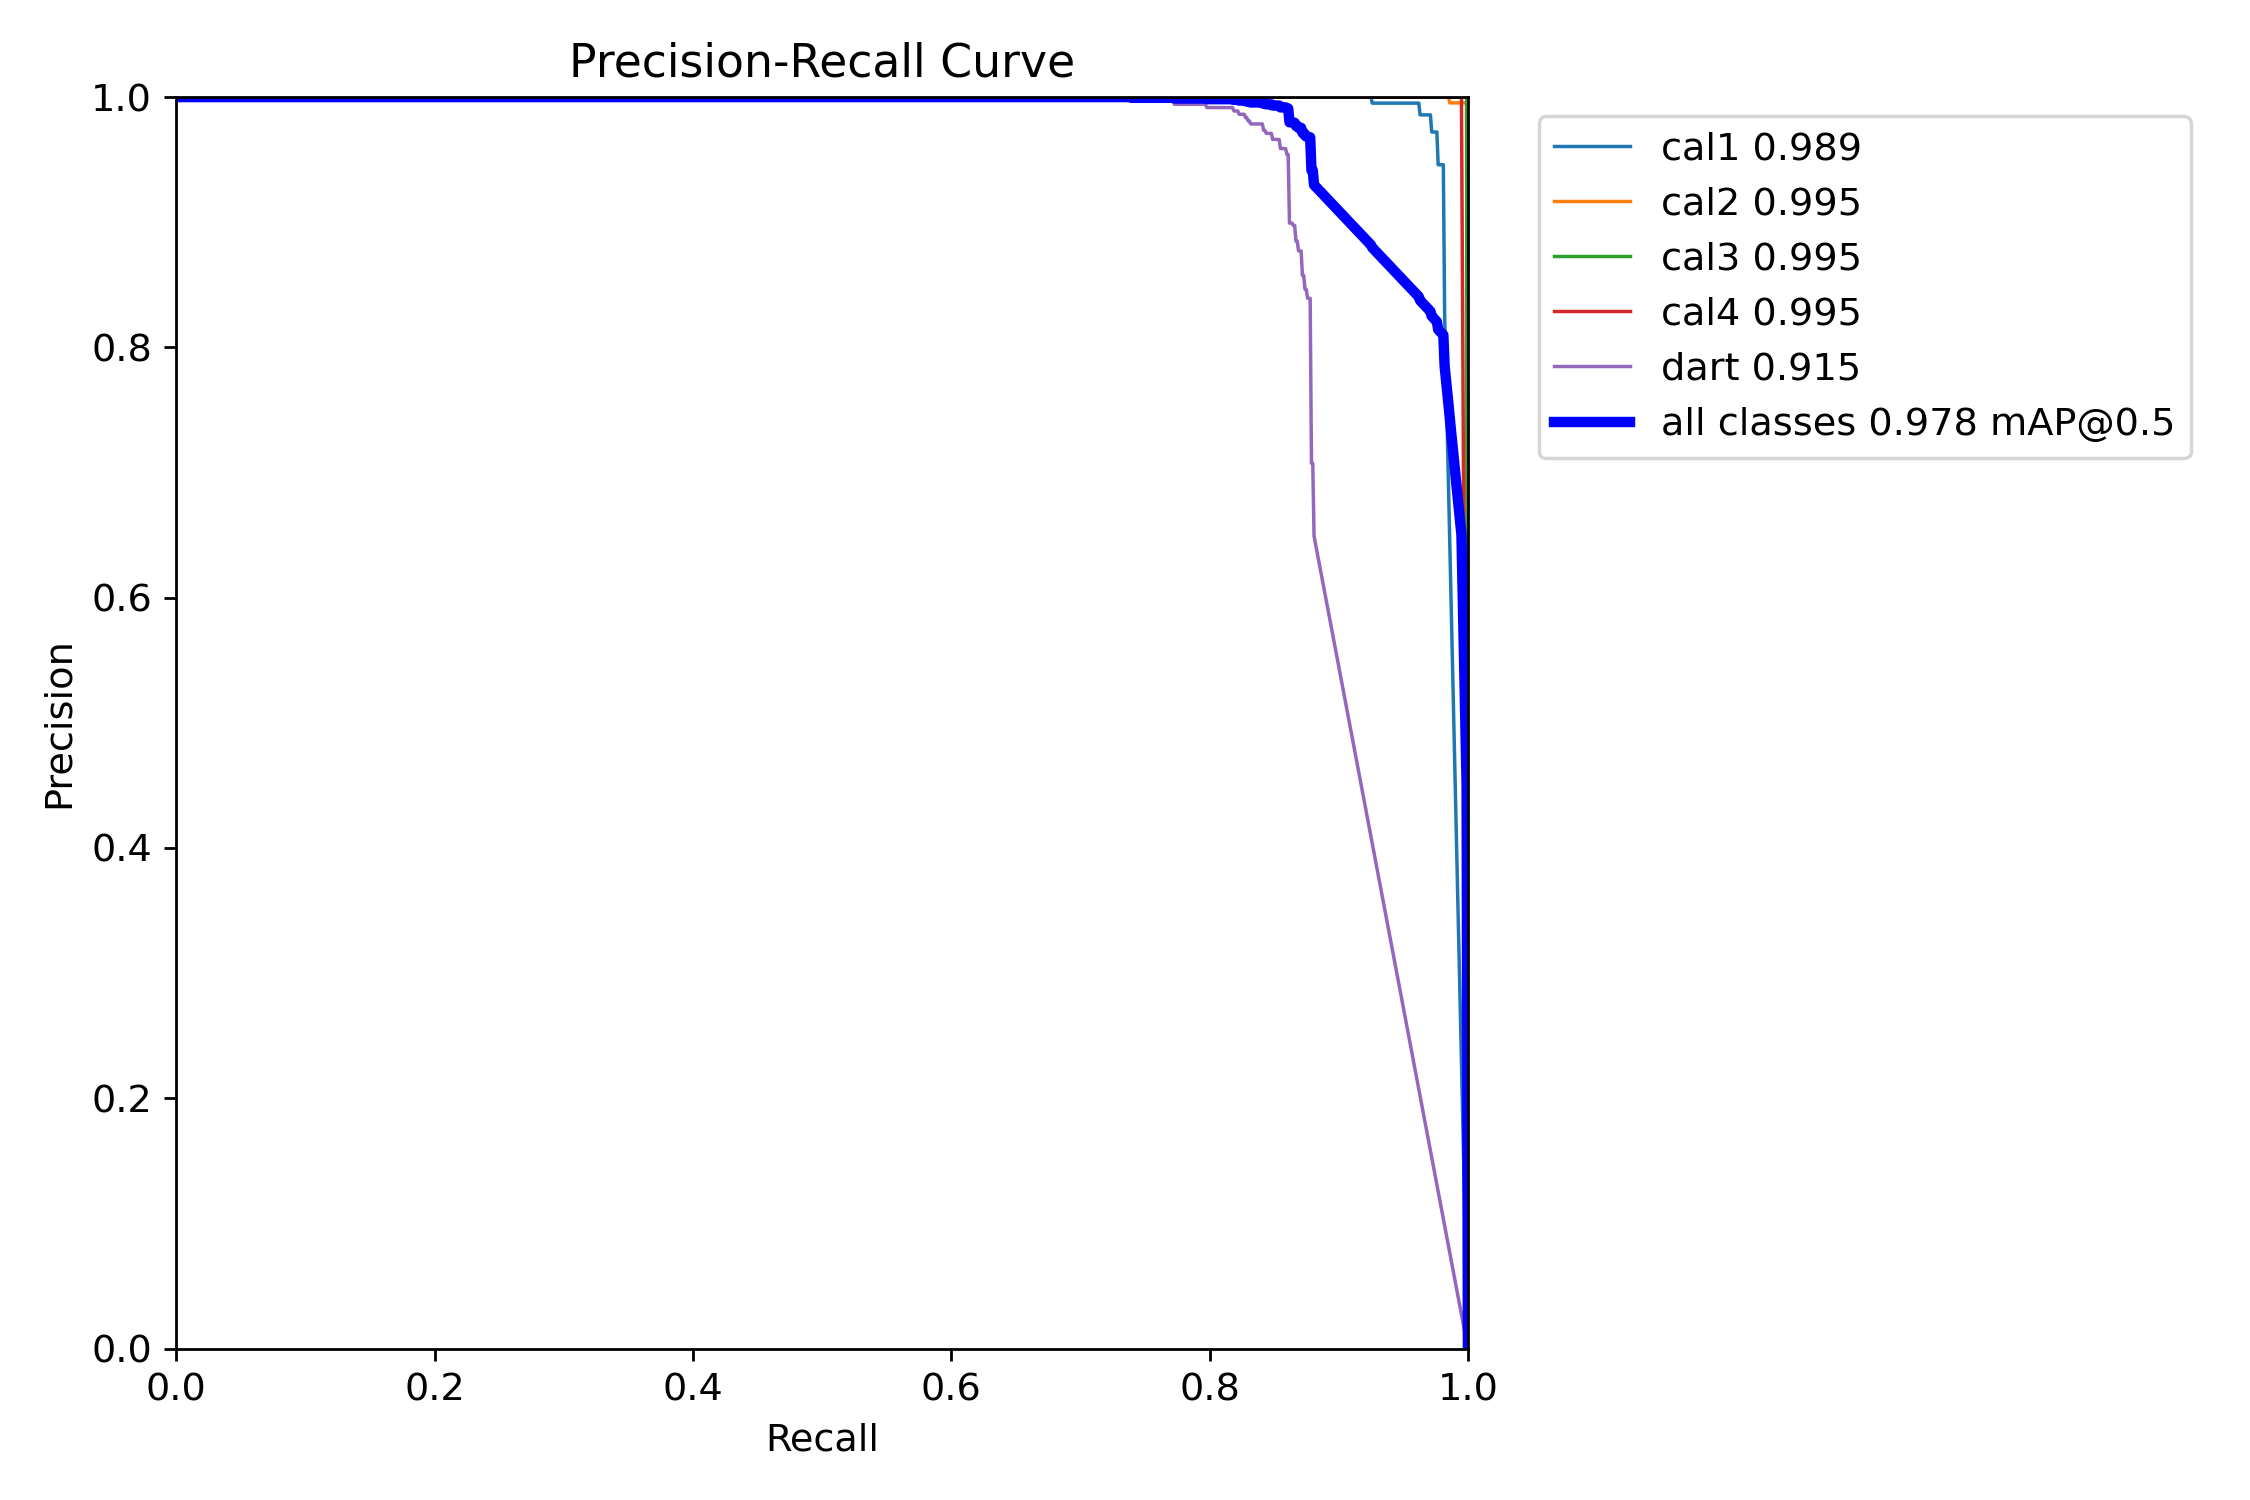 Precision-Recall Curve
1.0
0.8
0.6
0.4
0.2
0.0
Precision
0.0 0.2 0.4 0.6 0.8 1.0
Recall
cal1 0.989
cal2 0.995
cal3 0.995
cal4 0.995
dart 0.915
all classes 0.978 mAP@0.5